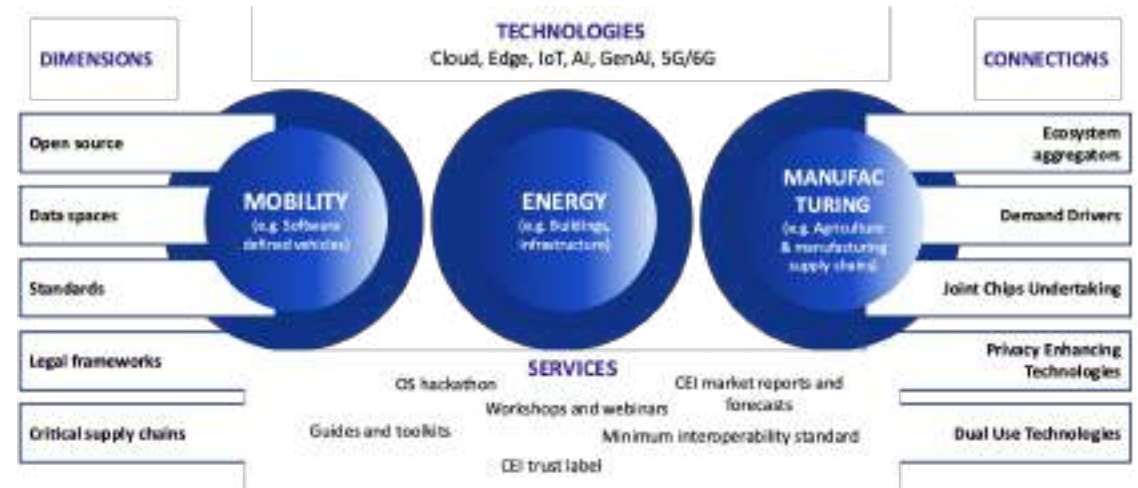 TECHNOLOGIES
Cloud, Edge, IoT, AI, GenAI, 5G/6G
DIMENSIONS
Open source
Data spaces
Standards
Legal frameworks
Critical supply chains
MOBILITY
(e.g. Software
defined vehicles)
ENERGY
(e.g. Buildings,
infrastructure)
MANUFAC
TURING
(e.g. Agriculture
& manufacturing
supply chains)
CONNECTIONS
Ecosystem
aggregators
Demand Drivers
Joint Chips Undertaking
Privacy Enhancing
Technologies
Dual Use Technologies
SERVICES
OS hackathon
CEI market reports and
forecasts
Workshops and webinars
Guides and toolkits
Minimum interoperability standard
CEI trust label